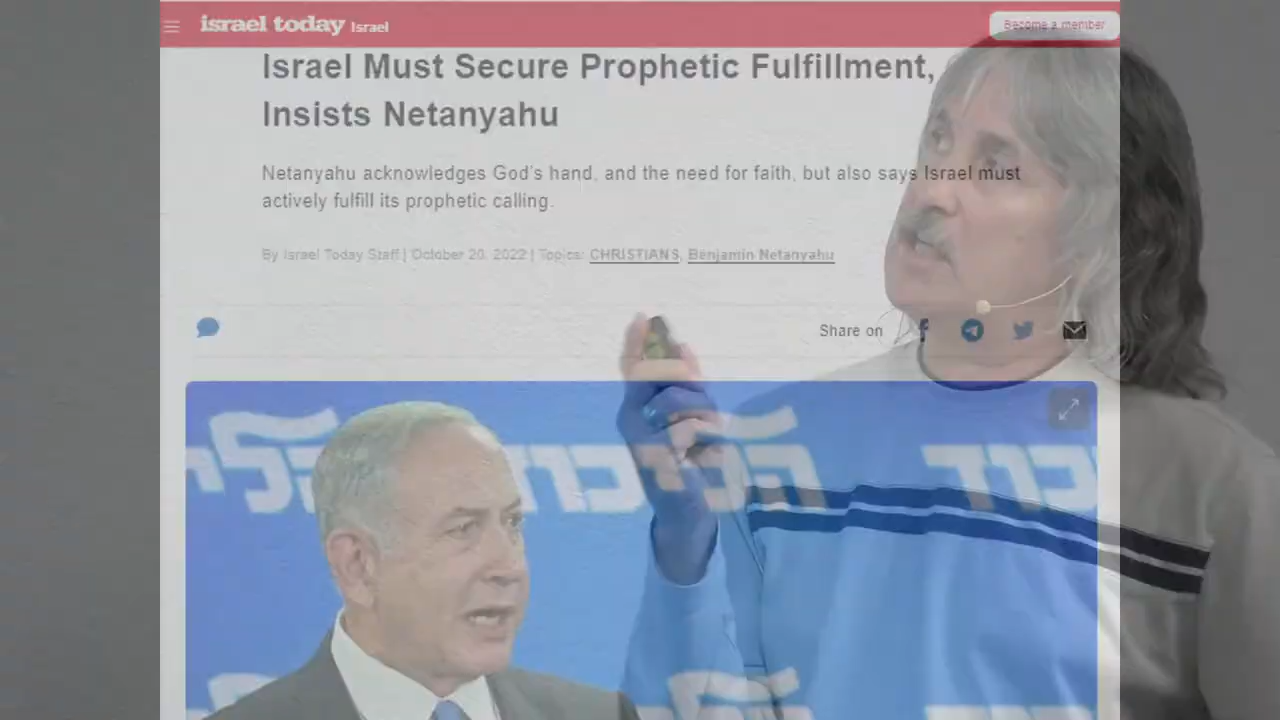 israel today Israel
Become a member
Israel Must Secure Prophetic Fulfillment,
Insists Netanyahu
Netanyahu acknowledges God's hand, and the need for faith, but also says Israel must
actively fulfill its prophetic calling.
By Israel Today Staff | October 20, 2022 | Topics: CHRISTIANS, Benjamin Netanyahu
Share on